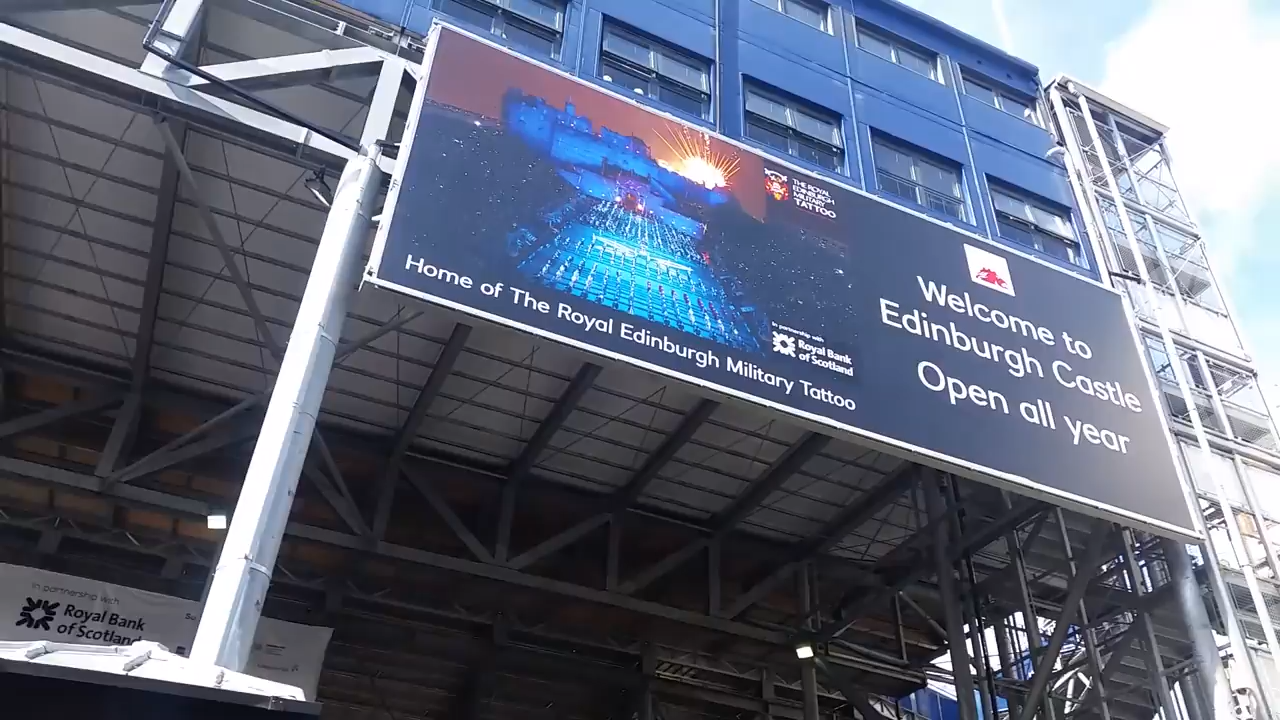 THE ROYAL
EDINBURGH
MILITARY
TATTOO
Home of The Royal Edinburgh Military Tattoo
In partnership with
Royal Bank
of Scotland
Welcome to
Edinburgh Castle
Open all year
In partnership with
Royal Bank
of Scotland